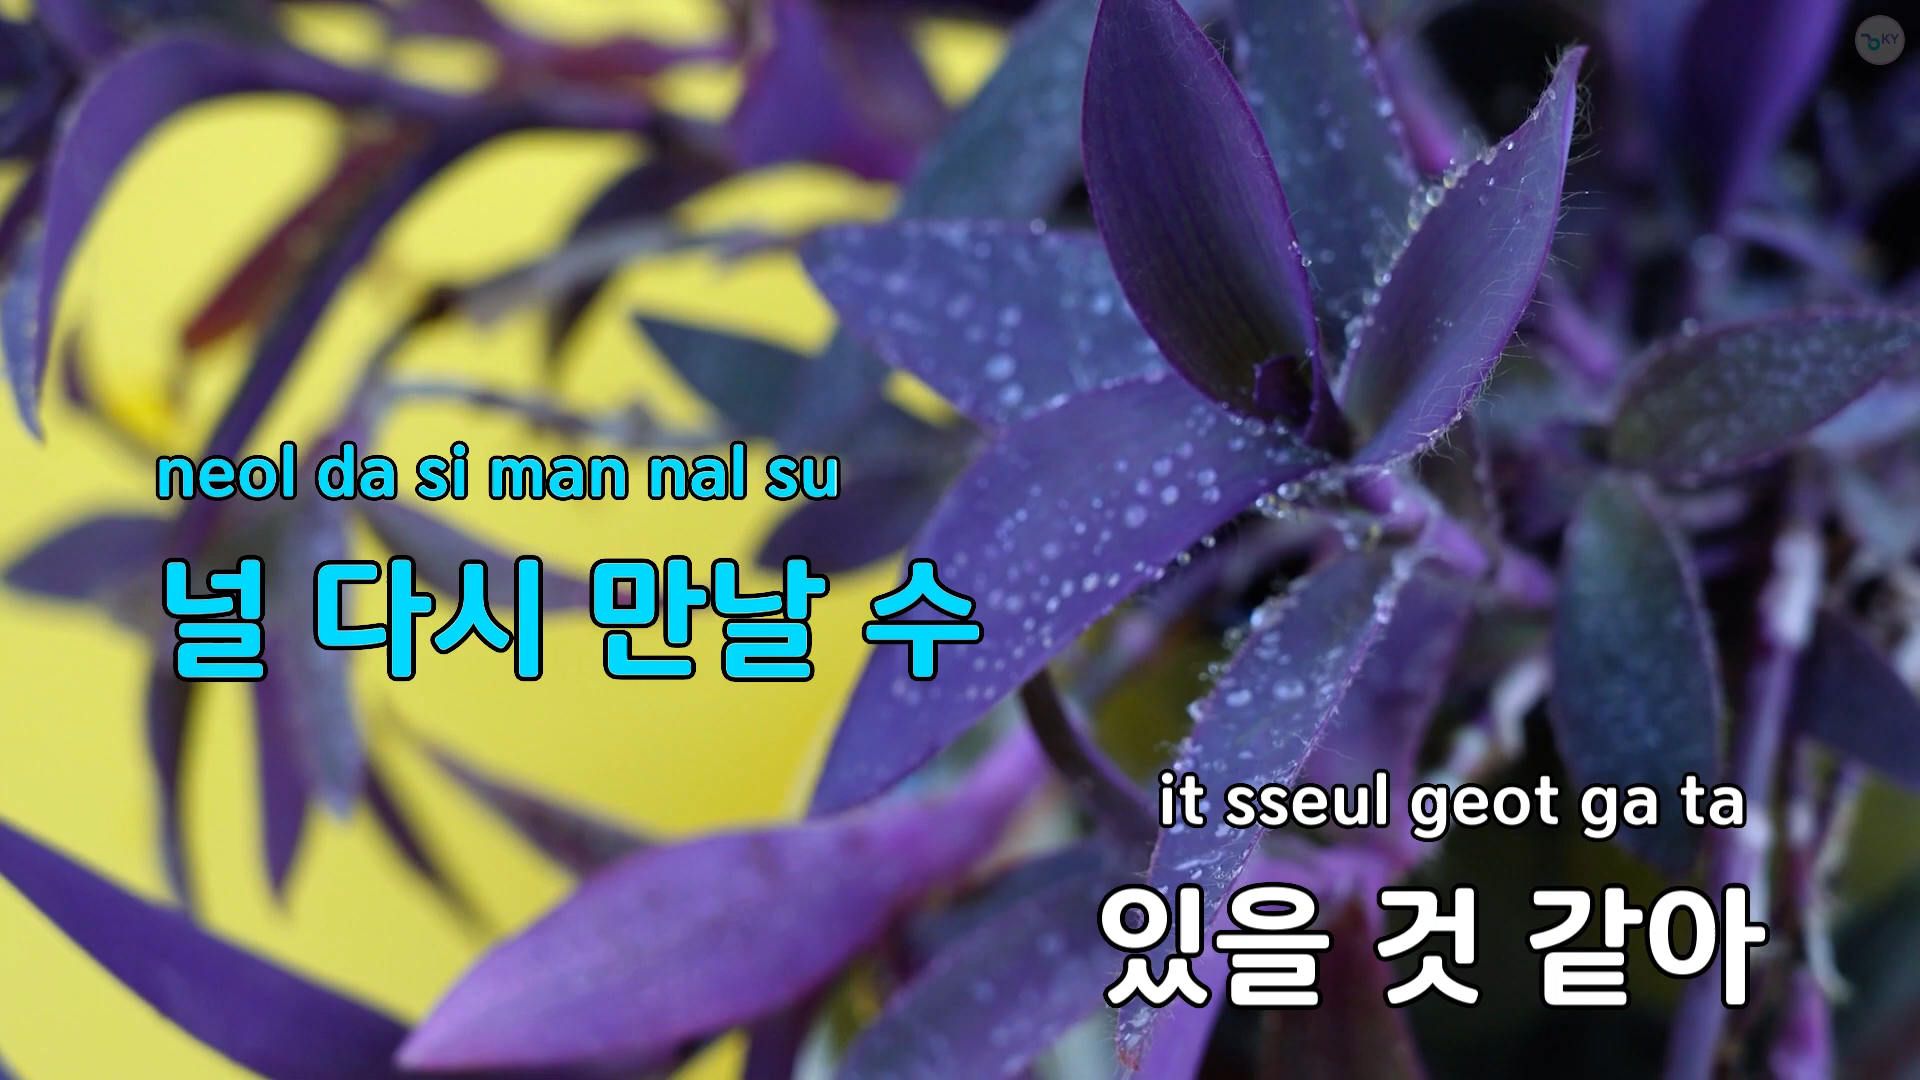 KY
neol da si man nal su
널 다시 만날 수
it sseul geot ga ta
있을 것 같아